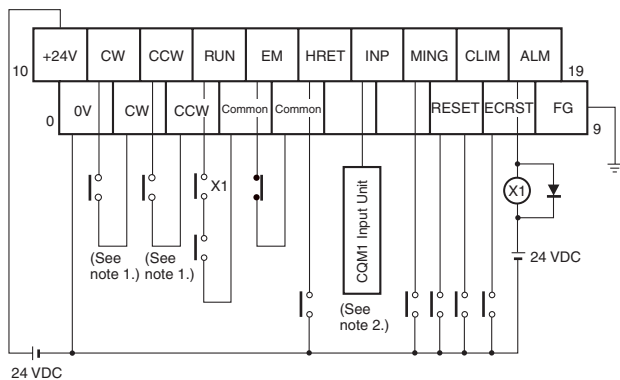 +24V CW CCW RUN EM HRET INP MING CLIM ALM
10 19
0V CW CCW Common Common RESET ECRST FG
0 9
X1 X1
CQM1 Input Unit
(See note 1.)
(See note 1.)
(See note 2.)
24 VDC
24 VDC